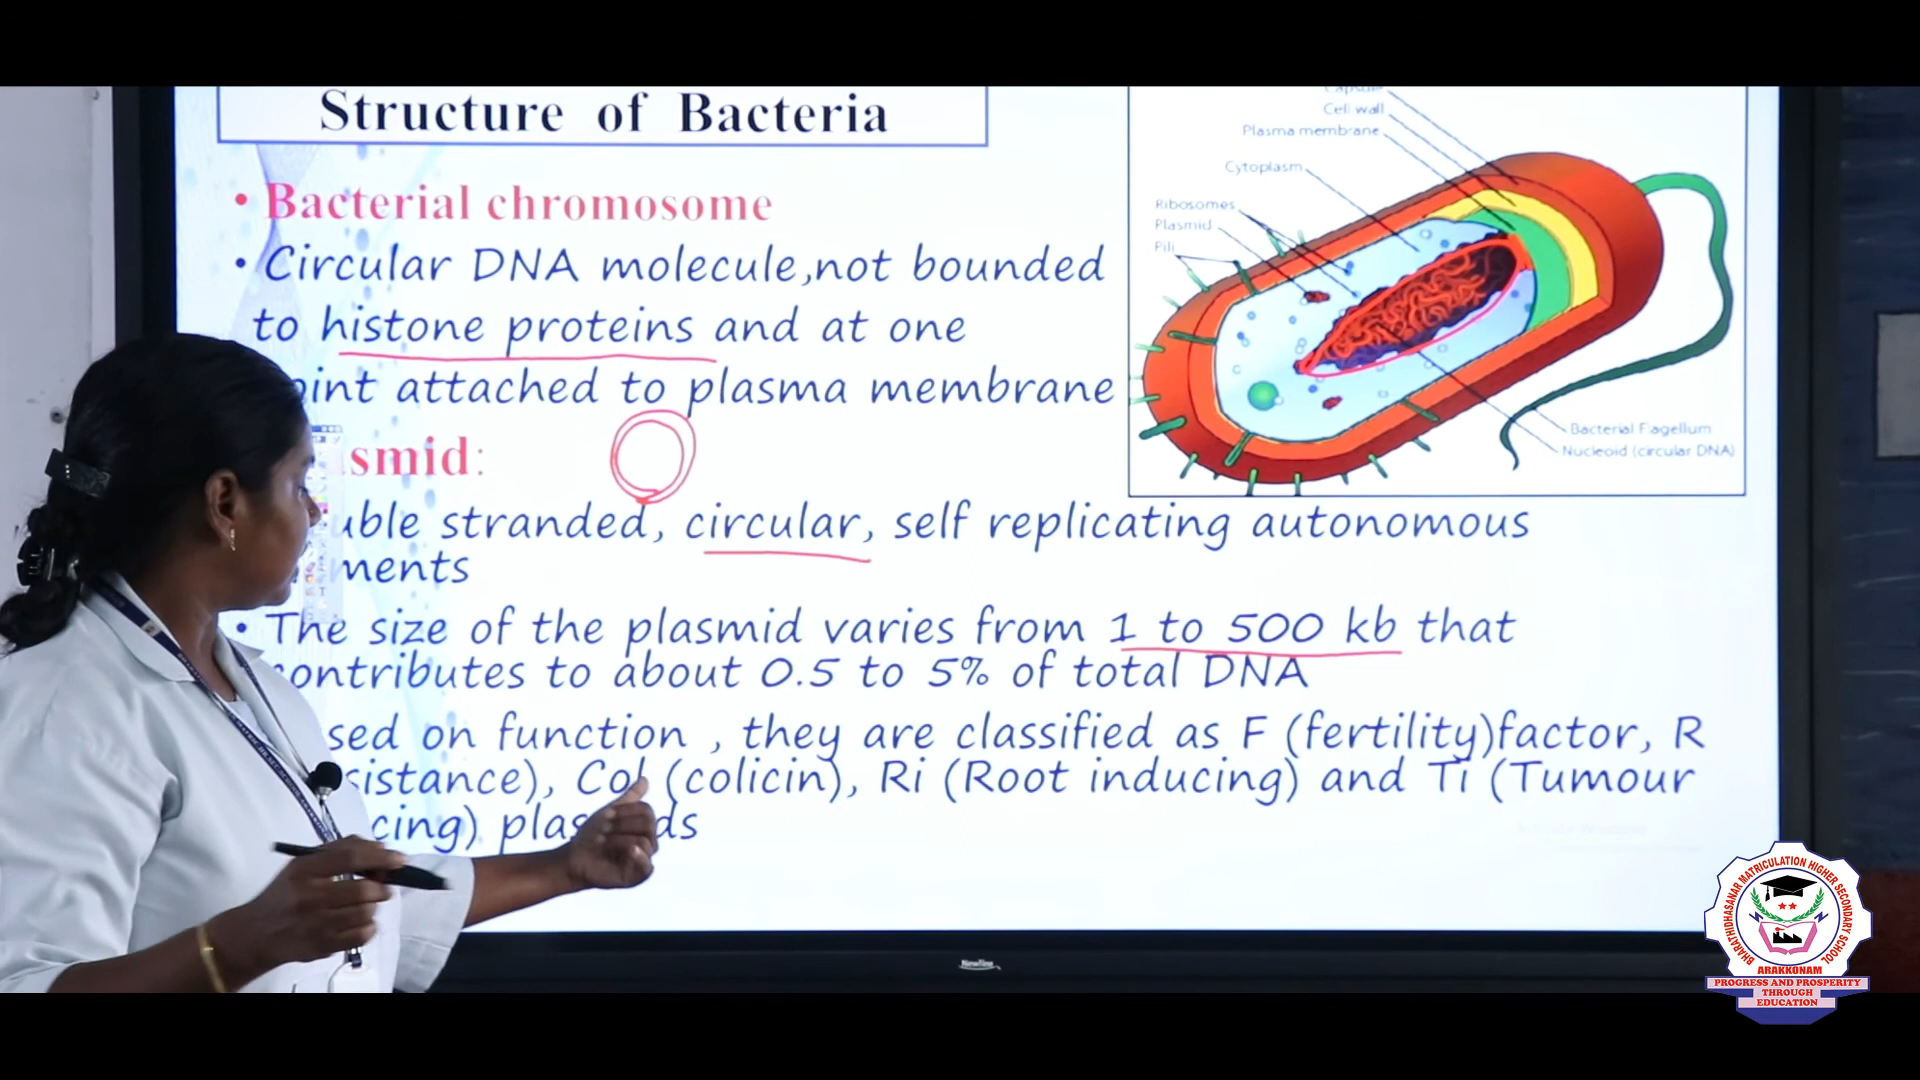 Structure of Bacteria
• Bacterial chromosome
• Circular DNA molecule,not bounded
to histone proteins and at one
int attached to plasma membrane
smid:
uble stranded, circular, self replicating autonomous
ments
• The size of the plasmid varies from 1 to 500 kb that
ontributes to about 0.5 to 5% of total DNA
sed on function , they are classified as F (fertility)factor, R
sistance), Col (colicin), Ri (Root inducing) and Ti (Tumour
cing) plas ds
Capsule
Cell wall
Plasma membrane
Cytoplasm
Ribosomes
Plasmid
Pili
Bacterial Flagellum
Nucleoid (circular DNA)
Newline
BHARATHIDHASANAR MATRICULATION HIGHER SECONDARY SCHOOL
ARAKKONAM
PROGRESS AND PROSPERITY
THROUGH
EDUCATION